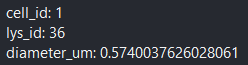 cell_id: 1
lys_id: 36
diameter_um: 0.5740037626028061